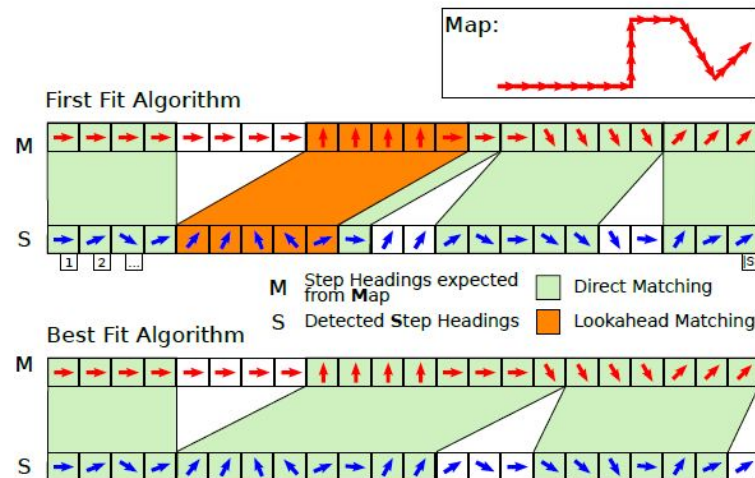 Map:
First Fit Algorithm
M
S
1 2 ...
|S
M Step Headings expected from Map
Direct Matching
S Detected Step Headings
Lookahead Matching
Best Fit Algorithm
M
S